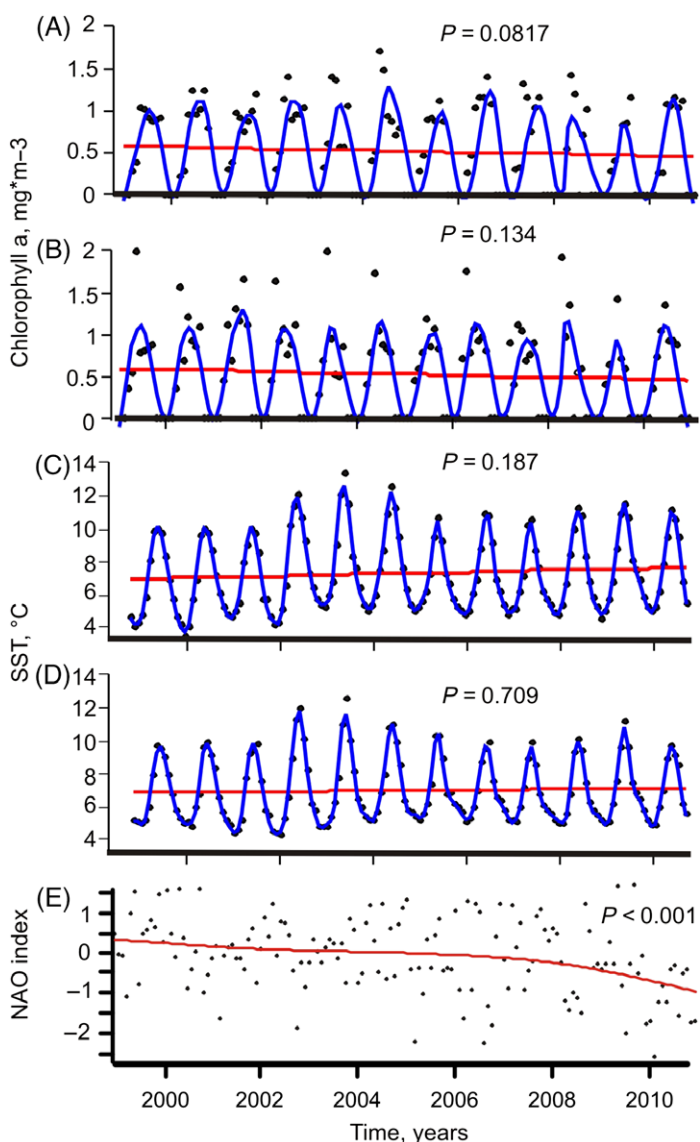 (A)
P = 0.0817
2
1.5
1
0.5
0
(B)
P = 0.134
2
1.5
1
0.5
0
Chlorophyll a, mg*m–3
(C)
P = 0.187
14
12
10
8
6
4
(D)
P = 0.709
14
12
10
8
6
4
SST, °C
(E)
P < 0.001
1
0
–1
–2
NAO index
2000 2002 2004 2006 2008 2010
Time, years